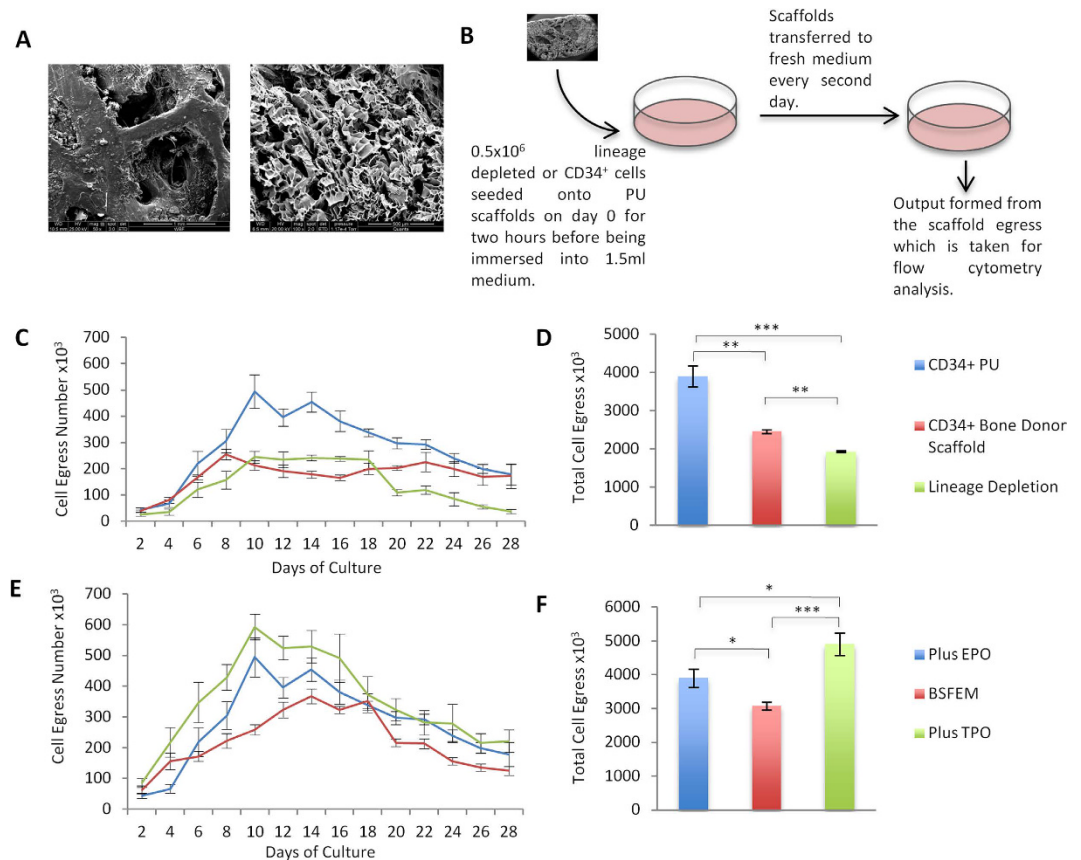 A
B
0.5x10⁶ lineage
depleted or CD34⁺ cells
seeded onto PU
scaffolds on day 0 for
two hours before being
immersed into 1.5ml
medium.
Scaffolds
transferred to
fresh medium
every second
day.
Output formed from
the scaffold egress
which is taken for
flow cytometry
analysis.
C
Cell Egress Number x10³
700
600
500
400
300
200
100
0
2 4 6 8 10 12 14 16 18 20 22 24 26 28
Days of Culture
D
Total Cell Egress x10³
5000
4000
3000
2000
1000
0
***
**
**
CD34+ PU
CD34+ Bone Donor
Scaffold
Lineage Depletion
E
Cell Egress Number x10³
700
600
500
400
300
200
100
0
2 4 6 8 10 12 14 16 18 20 22 24 26 28
Days of Culture
F
Total Cell Egress x10³
6000
5000
4000
3000
2000
1000
0
*
***
*
Plus EPO
BSFEM
Plus TPO